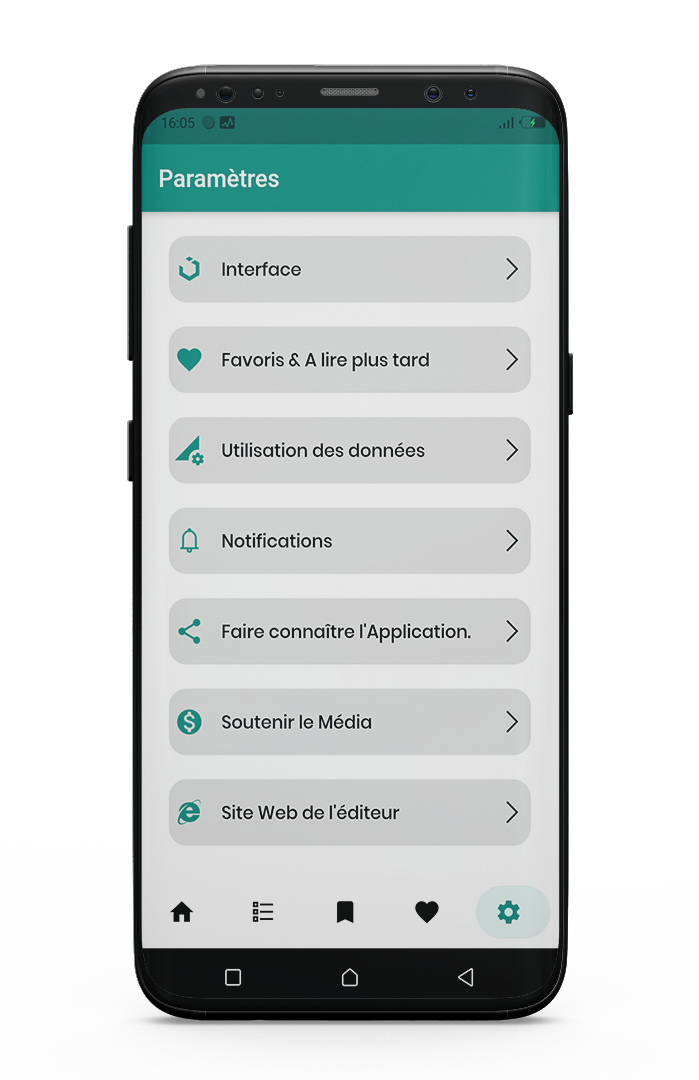 16:05
Paramètres
Interface
Favoris & A lire plus tard
Utilisation des données
Notifications
Faire connaître l'Application.
Soutenir le Média
Site Web de l'éditeur